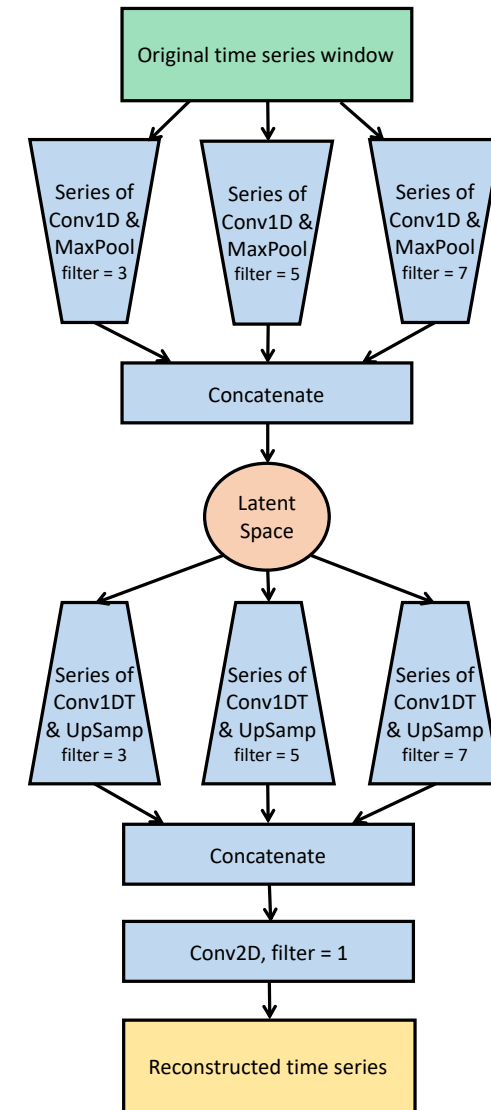 Original time series window
Series of
Conv1D &
MaxPool
filter = 3
Series of
Conv1D &
MaxPool
filter = 5
Series of
Conv1D &
MaxPool
filter = 7
Concatenate
Latent
Space
Series of
Conv1DT
& UpSamp
filter = 3
Series of
Conv1DT
& UpSamp
filter = 5
Series of
Conv1DT
& UpSamp
filter = 7
Concatenate
Conv2D, filter = 1
Reconstructed time series